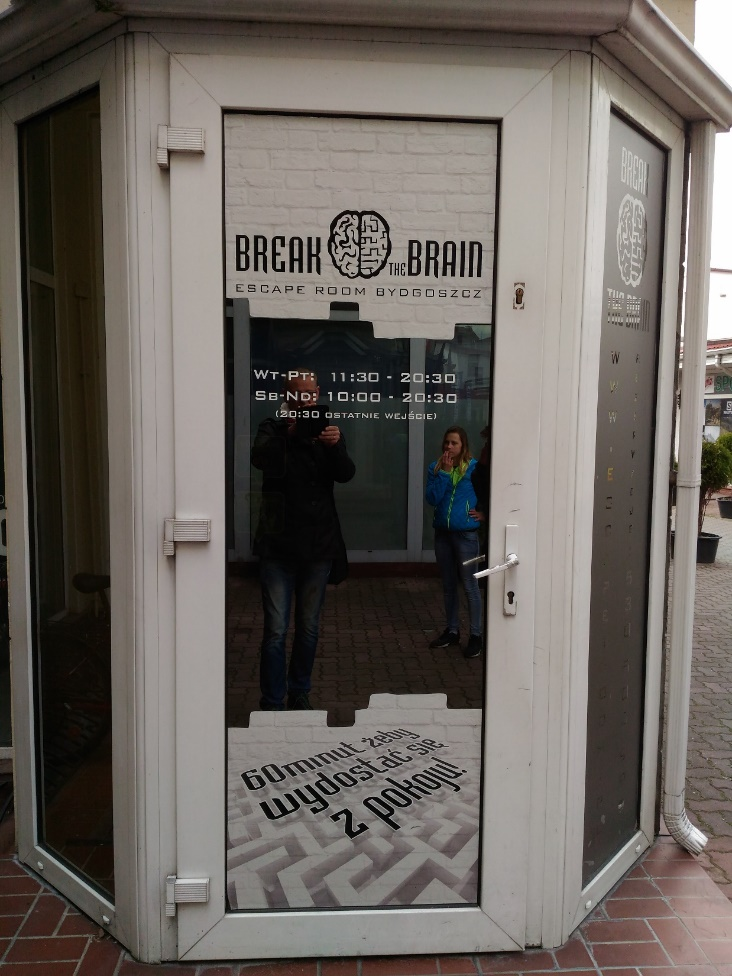 BREAK THE BRAIN
ESCAPE ROOM BYDGOSZCZ
Wt-Pt: 11:30 - 20:30
Sb-Nd: 10:00 - 20:30
(20:30 ostatnie wejście)
60minut żeby
wydostać się
z pokoju!
BREAK
THE BRAIN